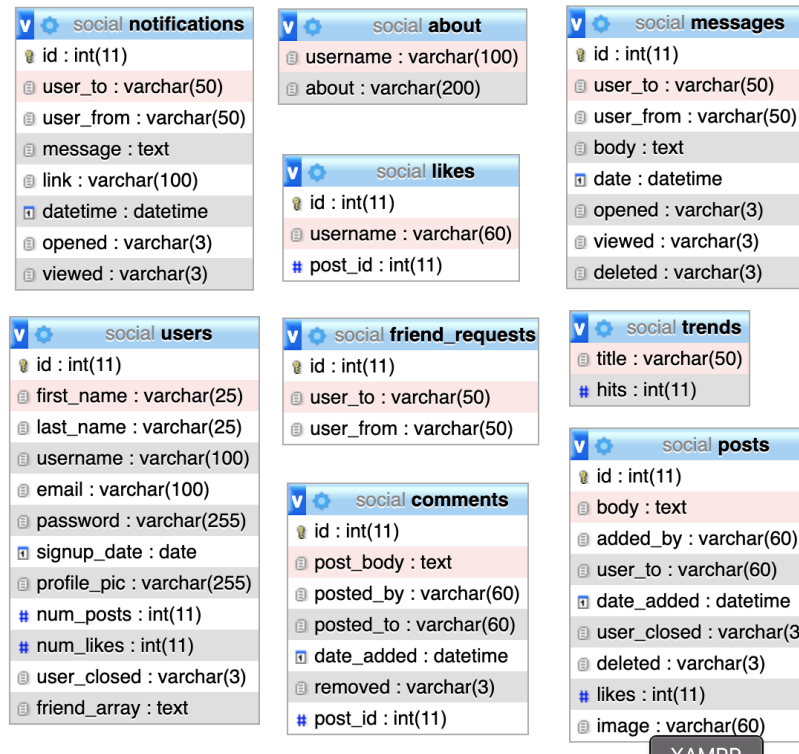 v social notifications
id : int(11)
user_to : varchar(50)
user_from : varchar(50)
message : text
link : varchar(100)
datetime : datetime
opened : varchar(3)
viewed : varchar(3)
v social about
username : varchar(100)
about : varchar(200)
v social messages
id : int(11)
user_to : varchar(50)
user_from : varchar(50)
body : text
date : datetime
opened : varchar(3)
viewed : varchar(3)
deleted : varchar(3)
v social likes
id : int(11)
username : varchar(60)
# post_id : int(11)
v social users
id : int(11)
first_name : varchar(25)
last_name : varchar(25)
username : varchar(100)
email : varchar(100)
password : varchar(255)
signup_date : date
profile_pic : varchar(255)
# num_posts : int(11)
# num_likes : int(11)
user_closed : varchar(3)
friend_array : text
v social friend_requests
id : int(11)
user_to : varchar(50)
user_from : varchar(50)
v social trends
title : varchar(50)
# hits : int(11)
v social comments
id : int(11)
post_body : text
posted_by : varchar(60)
posted_to : varchar(60)
date_added : datetime
removed : varchar(3)
# post_id : int(11)
v social posts
id : int(11)
body : text
added_by : varchar(60)
user_to : varchar(60)
date_added : datetime
user_closed : varchar(3
deleted : varchar(3)
# likes : int(11)
image : varchar(60)
XAMPP